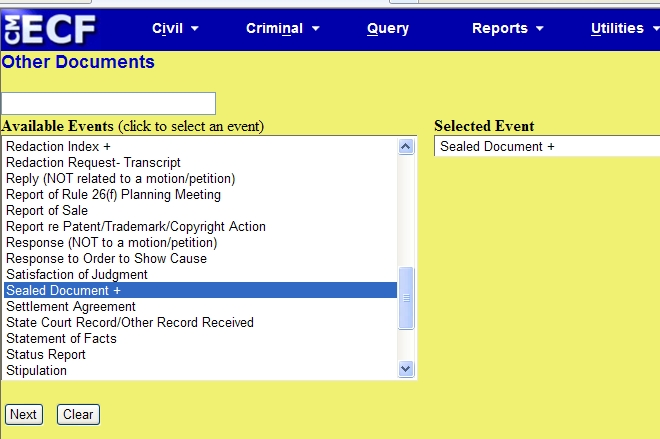 CM ECF Civil Criminal Query Reports Utilities
Other Documents
Available Events (click to select an event) Selected Event
Redaction Index + Sealed Document +
Redaction Request- Transcript
Reply (NOT related to a motion/petition)
Report of Rule 26(f) Planning Meeting
Report of Sale
Report re Patent/Trademark/Copyright Action
Response (NOT to a motion/petition)
Response to Order to Show Cause
Satisfaction of Judgment
Sealed Document +
Settlement Agreement
State Court Record/Other Record Received
Statement of Facts
Status Report
Stipulation
Next Clear